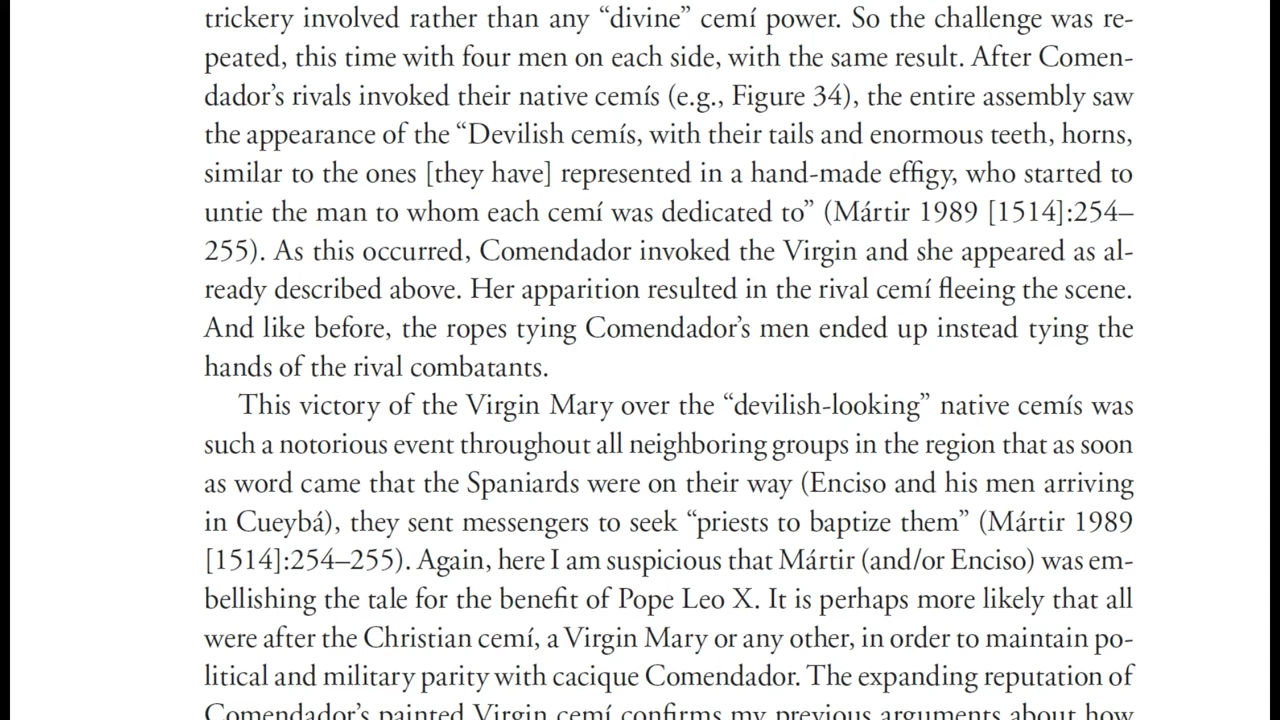 trickery involved rather than any “divine” cemí power. So the challenge was re-
peated, this time with four men on each side, with the same result. After Comen-
dador’s rivals invoked their native cemís (e.g., Figure 34), the entire assembly saw
the appearance of the “Devilish cemís, with their tails and enormous teeth, horns,
similar to the ones [they have] represented in a hand-made effigy, who started to
untie the man to whom each cemí was dedicated to” (Mártir 1989 [1514]:254–
255). As this occurred, Comendador invoked the Virgin and she appeared as al-
ready described above. Her apparition resulted in the rival cemí fleeing the scene.
And like before, the ropes tying Comendador’s men ended up instead tying the
hands of the rival combatants.
This victory of the Virgin Mary over the “devilish-looking” native cemís was
such a notorious event throughout all neighboring groups in the region that as soon
as word came that the Spaniards were on their way (Enciso and his men arriving
in Cueybá), they sent messengers to seek “priests to baptize them” (Mártir 1989
[1514]:254–255). Again, here I am suspicious that Mártir (and/or Enciso) was em-
bellishing the tale for the benefit of Pope Leo X. It is perhaps more likely that all
were after the Christian cemí, a Virgin Mary or any other, in order to maintain po-
litical and military parity with cacique Comendador. The expanding reputation of
Comendador’s painted Virgin cemí confirms my previous arguments about how